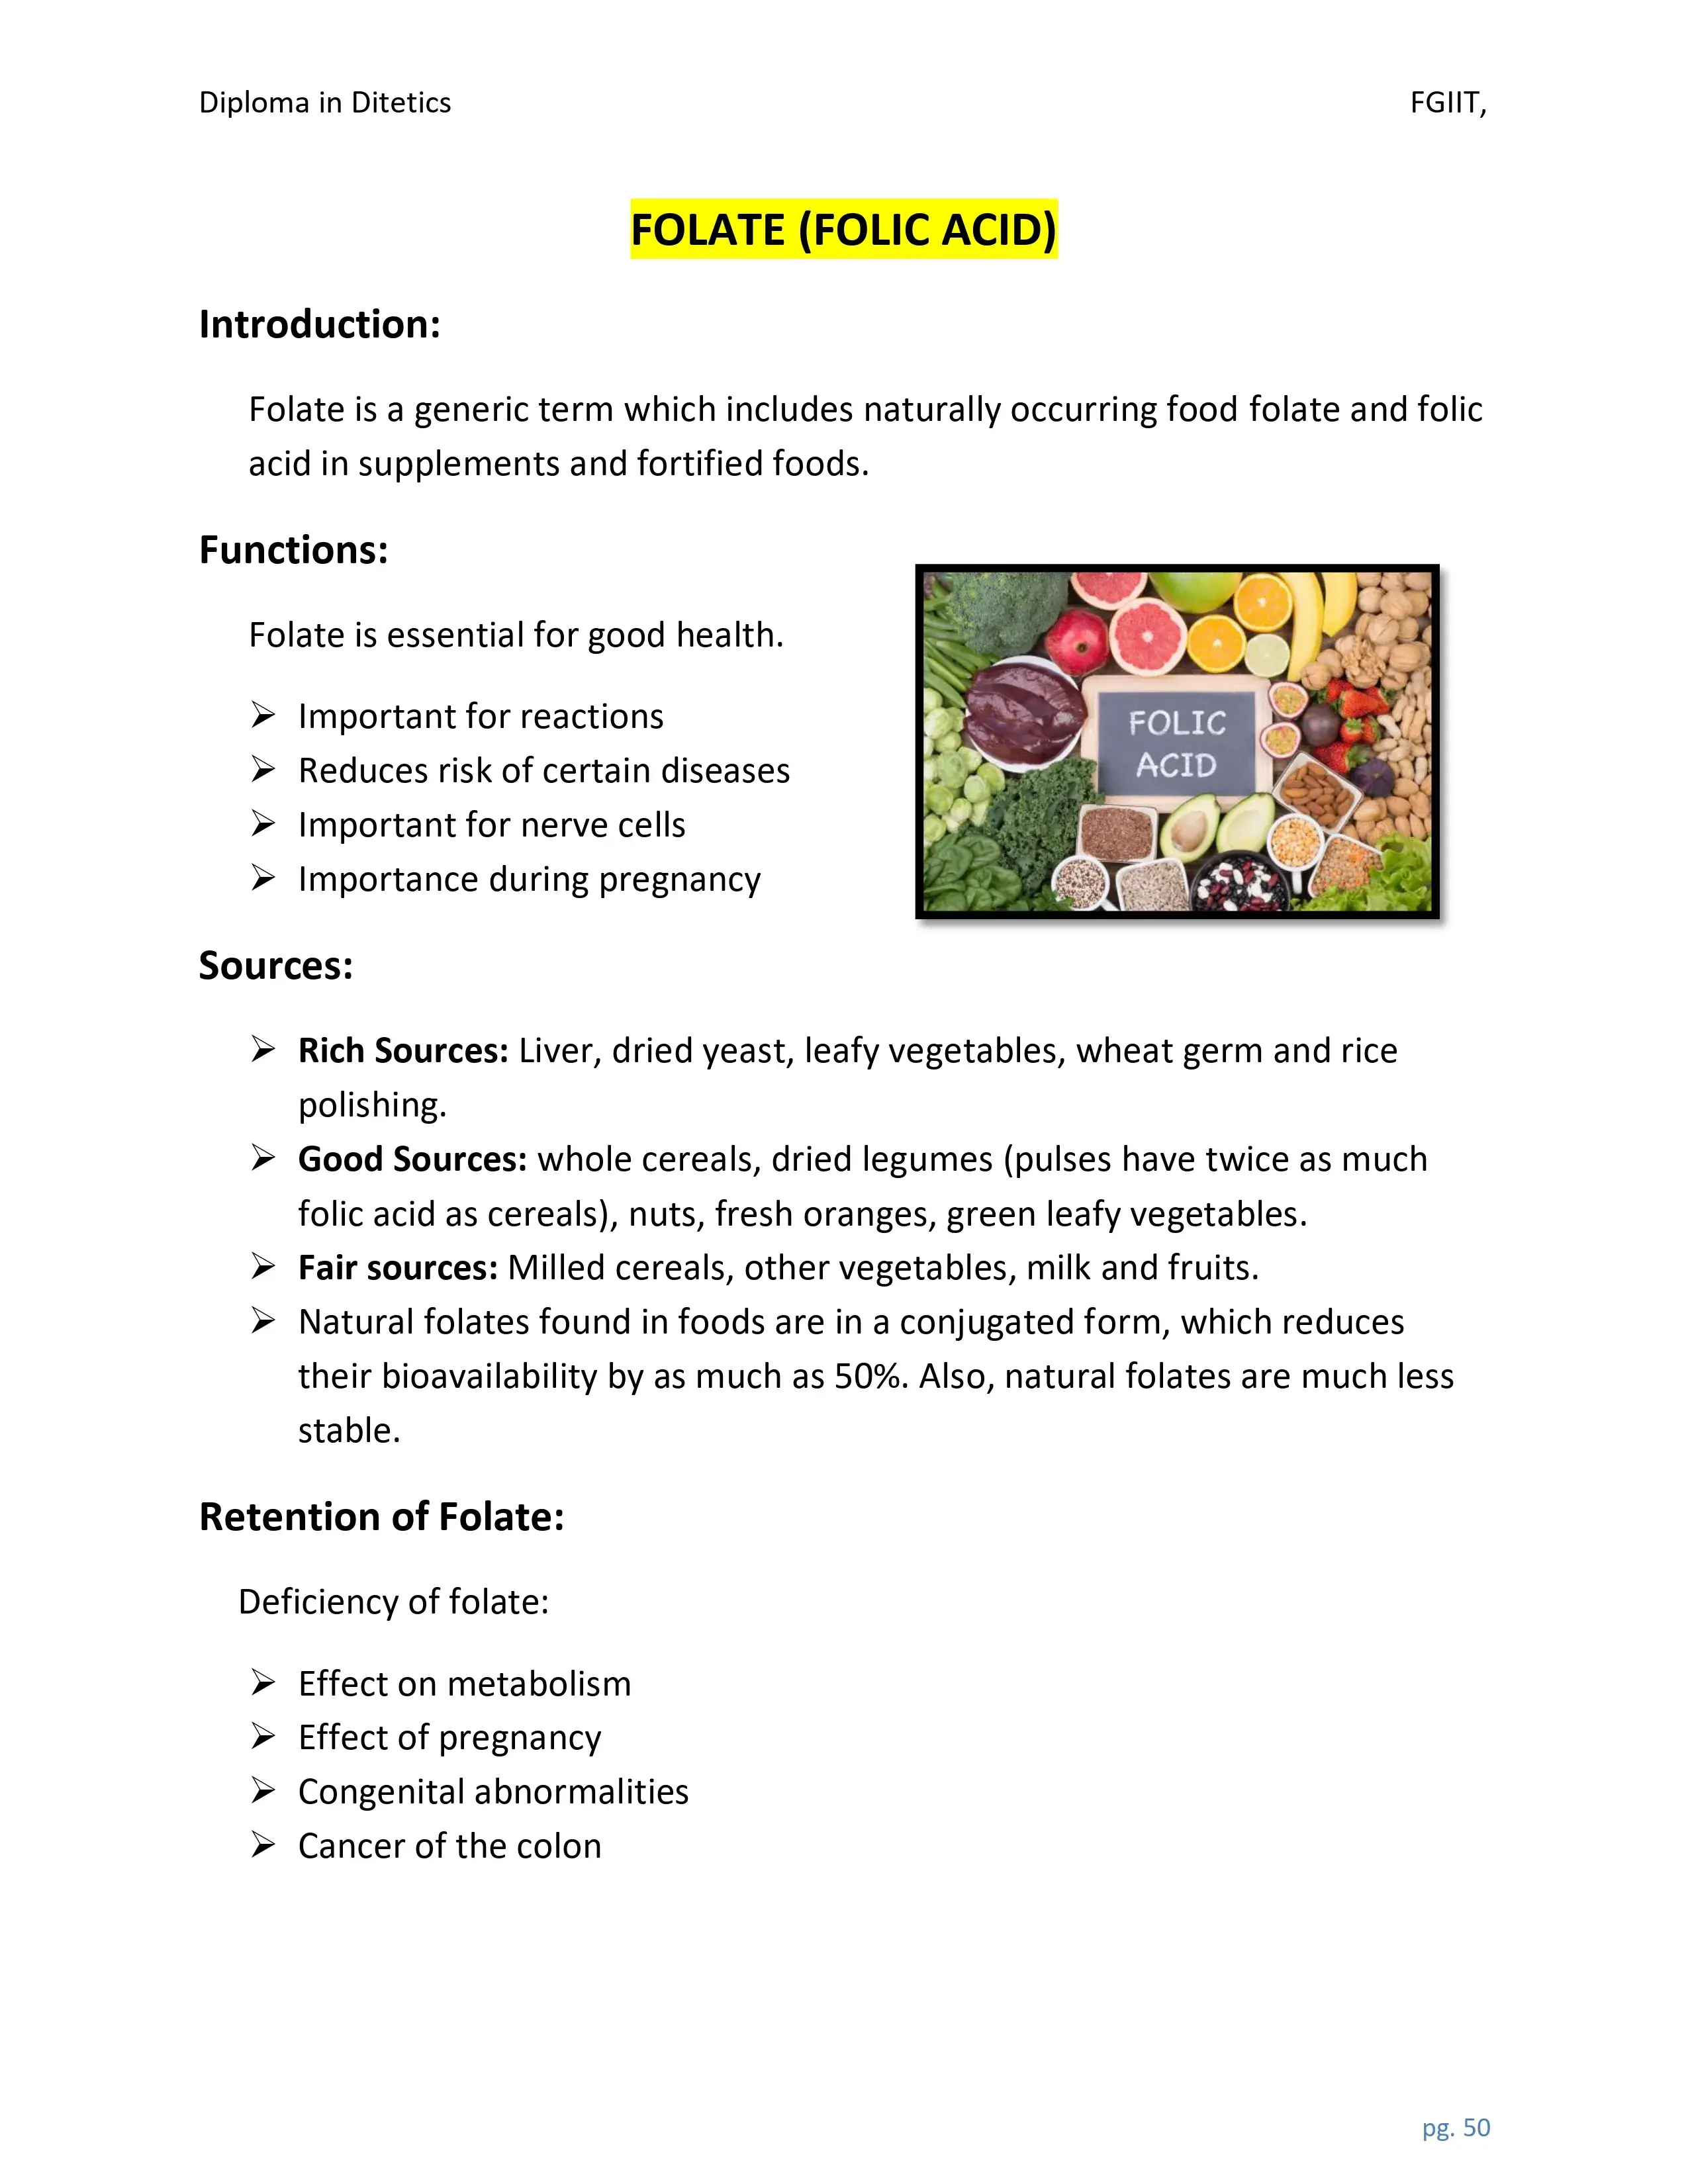 Diploma in Ditetics FGIIT,
FOLATE (FOLIC ACID)
Introduction:
Folate is a generic term which includes naturally occurring food folate and folic
acid in supplements and fortified foods.
Functions:
Folate is essential for good health.
➢ Important for reactions
➢ Reduces risk of certain diseases
➢ Important for nerve cells
➢ Importance during pregnancy
FOLIC
ACID
Sources:
➢ Rich Sources: Liver, dried yeast, leafy vegetables, wheat germ and rice
polishing.
➢ Good Sources: whole cereals, dried legumes (pulses have twice as much
folic acid as cereals), nuts, fresh oranges, green leafy vegetables.
➢ Fair sources: Milled cereals, other vegetables, milk and fruits.
➢ Natural folates found in foods are in a conjugated form, which reduces
their bioavailability by as much as 50%. Also, natural folates are much less
stable.
Retention of Folate:
Deficiency of folate:
➢ Effect on metabolism
➢ Effect of pregnancy
➢ Congenital abnormalities
➢ Cancer of the colon
pg. 50